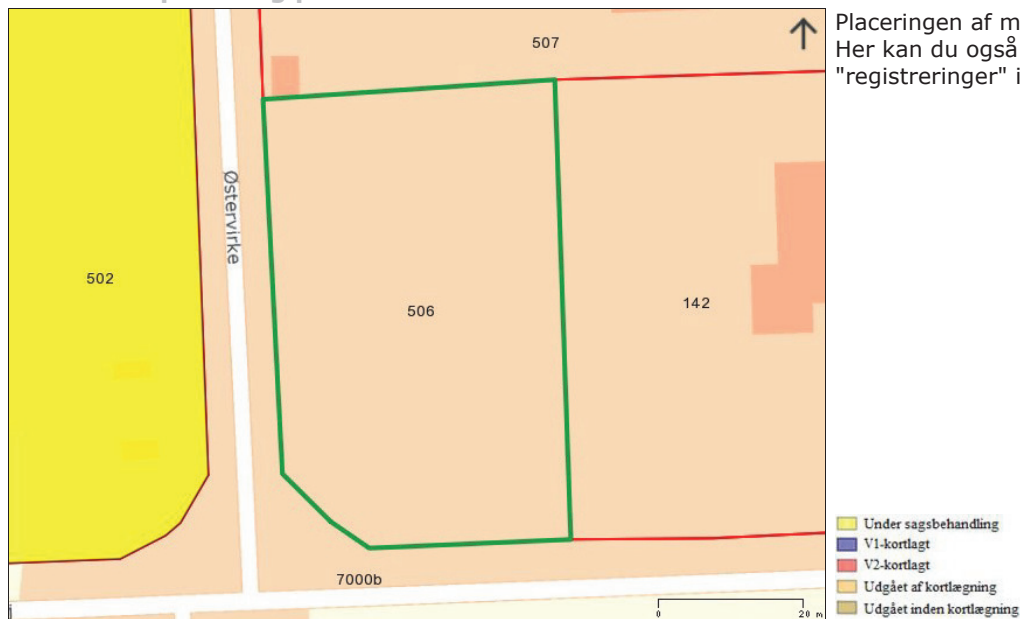 Placeringen af m
Her kan du også
"registreringer" i
507
Østervirke
502
506
142
7000b
0 20 m
Under sagsbehandling
V1-kortlagt
V2-kortlagt
Udgået af kortlægning
Udgået inden kortlægning